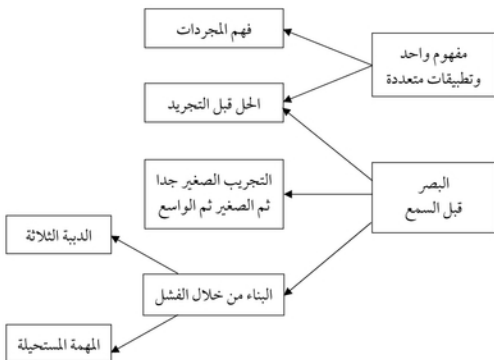 مفهوم واحد
وتطبيقات متعددة
فهم المجردات
الحل قبل التجريد
البصر
قبل السمع
التجريب الصغير جدا
ثم الصغير ثم الواسع
البناء من خلال الفشل
الدببة الثلاثة
المهمة المستحيلة